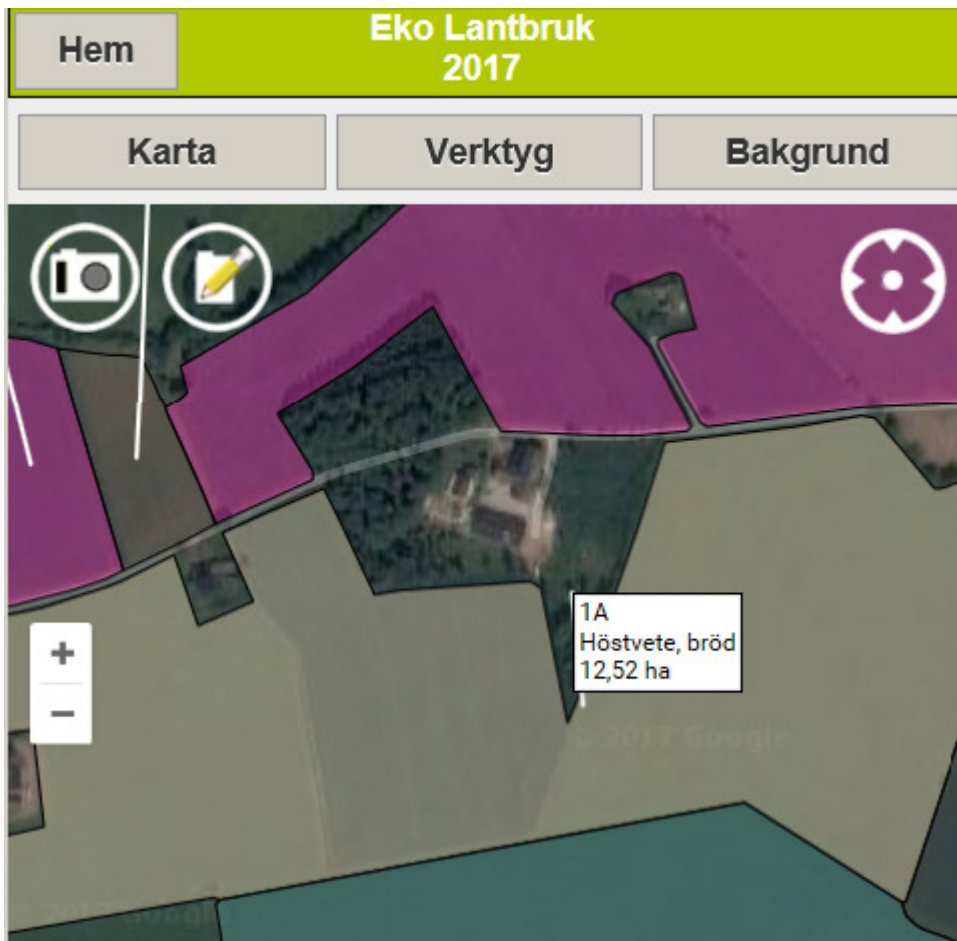 Hem
Eko Lantbruk
2017
Karta
Verktyg
Bakgrund
1A
Höstvete, bröd
12,52 ha
+
−
© 2017 Google